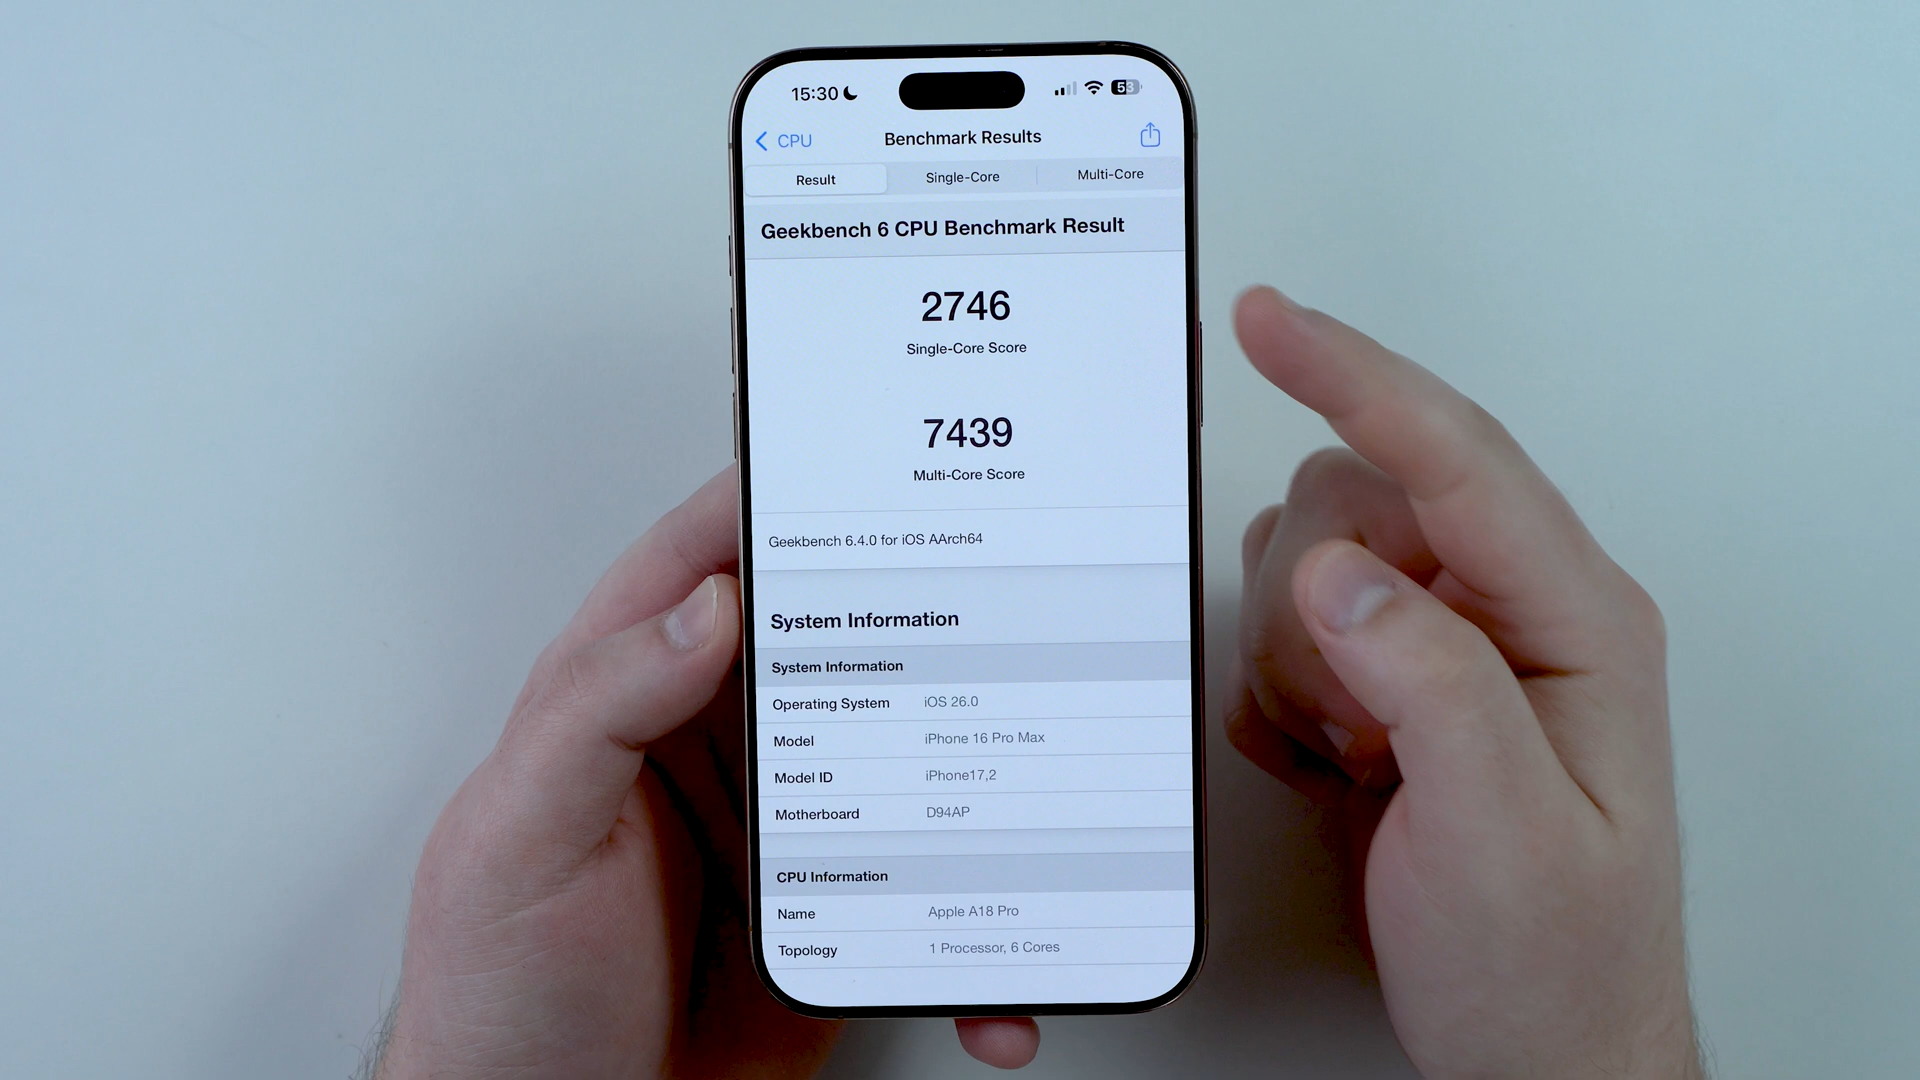 15:30
53
CPU
Benchmark Results
Result
Single-Core
Multi-Core
Geekbench 6 CPU Benchmark Result
2746
Single-Core Score
7439
Multi-Core Score
Geekbench 6.4.0 for iOS AArch64
System Information
System Information
Operating System iOS 26.0
Model iPhone 16 Pro Max
Model ID iPhone17,2
Motherboard D94AP
CPU Information
Name Apple A18 Pro
Topology 1 Processor, 6 Cores